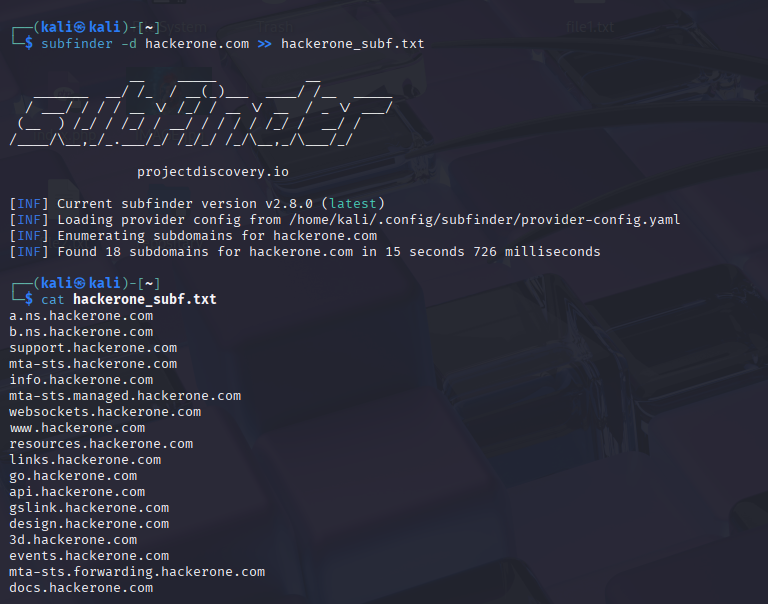 System Trash file1.txt
┌──(kali㉿kali)-[~]
└─$ subfinder -d hackerone.com >> hackerone_subf.txt
subfinder
projectdiscovery.io
[INF] Current subfinder version v2.8.0 (latest)
[INF] Loading provider config from /home/kali/.config/subfinder/provider-config.yaml
[INF] Enumerating subdomains for hackerone.com
[INF] Found 18 subdomains for hackerone.com in 15 seconds 726 milliseconds
┌──(kali㉿kali)-[~]
└─$ cat hackerone_subf.txt
a.ns.hackerone.com
b.ns.hackerone.com
support.hackerone.com
mta-sts.hackerone.com
info.hackerone.com
mta-sts.managed.hackerone.com
websockets.hackerone.com
www.hackerone.com
resources.hackerone.com
links.hackerone.com
go.hackerone.com
api.hackerone.com
gslink.hackerone.com
design.hackerone.com
3d.hackerone.com
events.hackerone.com
mta-sts.forwarding.hackerone.com
docs.hackerone.com